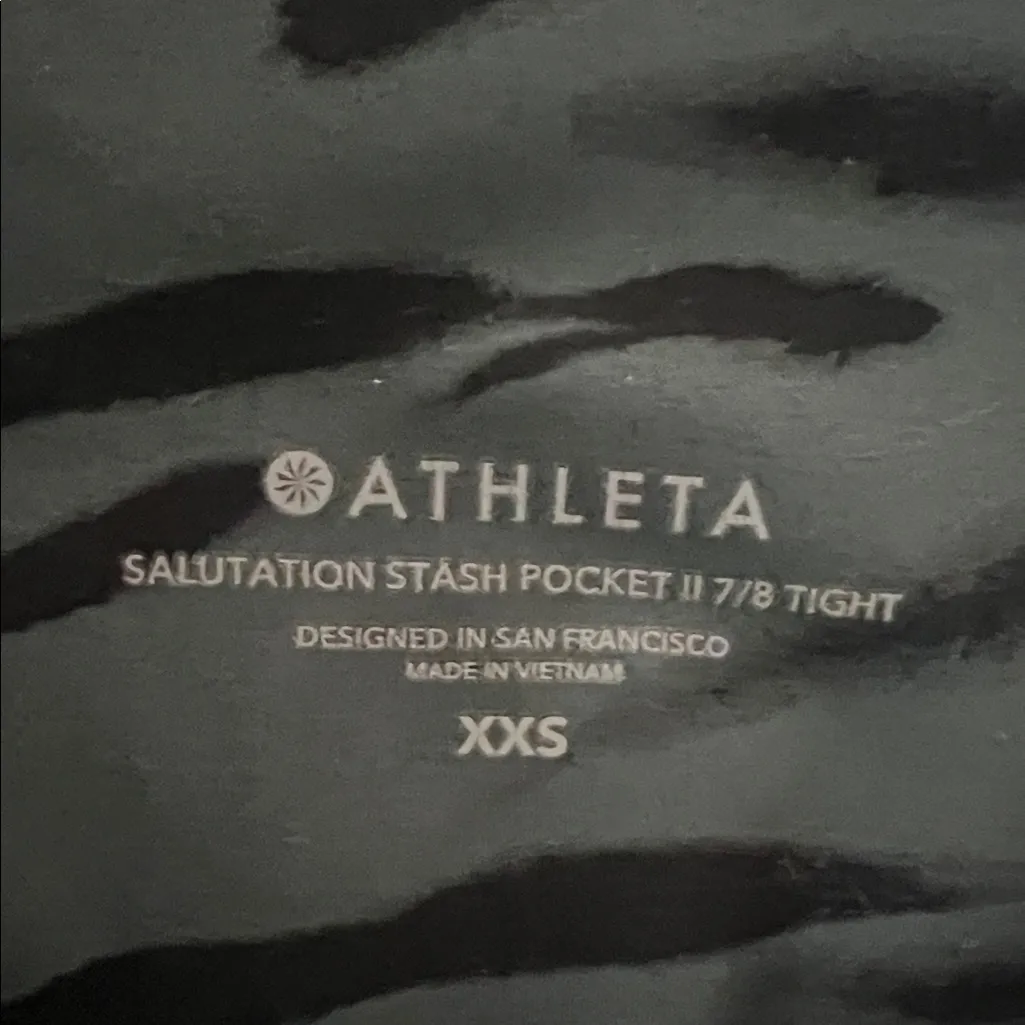 ATHLETA
SALUTATION STASH POCKET II 7/8 TIGHT
DESIGNED IN SAN FRANCISCO
MADE IN VIETNAM
XXS